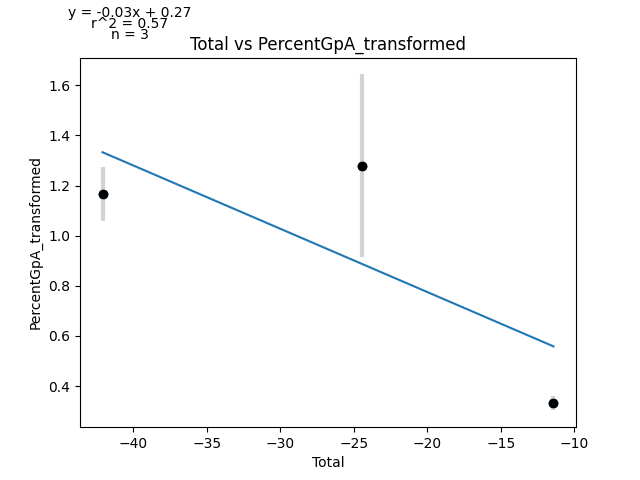 y = -0.03x + 0.27
r^2 = 0.57
n = 3
Total vs PercentGpA_transformed
PercentGpA_transformed
1.6
1.4
1.2
1.0
0.8
0.6
0.4
−40 −35 −30 −25 −20 −15 −10
Total